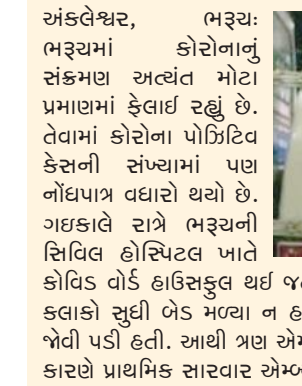 અંકલેશ્વર, ભરૂચઃ
ભરૂચમાં કોરોનાનું
સંક્રમણ અત્યંત મોટા
પ્રમાણમાં ફેલાઈ રહ્યું છે.
તેવામાં કોરોના પોઝિટિવ
કેસની સંખ્યામાં પણ
નોંધપાત્ર વધારો થયો છે.
ગઇકાલે રાત્રે ભરૂચની
સિવિલ હોસ્પિટલ ખાતે
કોવિડ વોર્ડ હાઉસફુલ થઈ
કલાકો સુધી બેડ મળ્યા ન
જોવી પડી હતી. આથી ત્રણ
કારણે પ્રાથમિક સારવાર